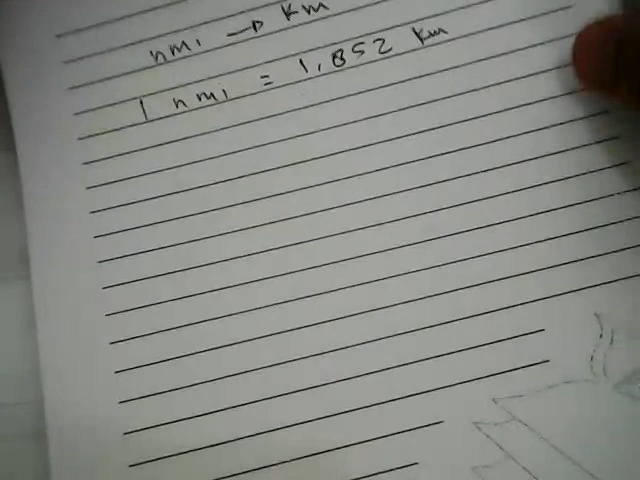 nmi → km
1 nmi = 1,852 km